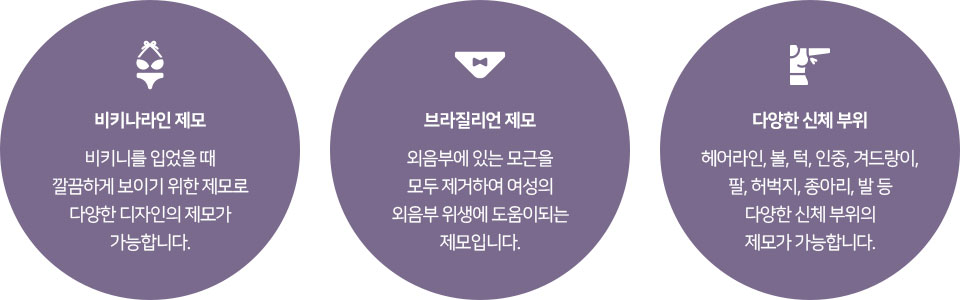 비키나라인 제모
비키니를 입었을 때
깔끔하게 보이기 위한 제모로
다양한 디자인의 제모가
가능합니다.
브라질리언 제모
외음부에 있는 모근을
모두 제거하여 여성의
외음부 위생에 도움이되는
제모입니다.
다양한 신체 부위
헤어라인, 볼, 턱, 인중, 겨드랑이,
팔, 허벅지, 종아리, 발 등
다양한 신체 부위의
제모가 가능합니다.